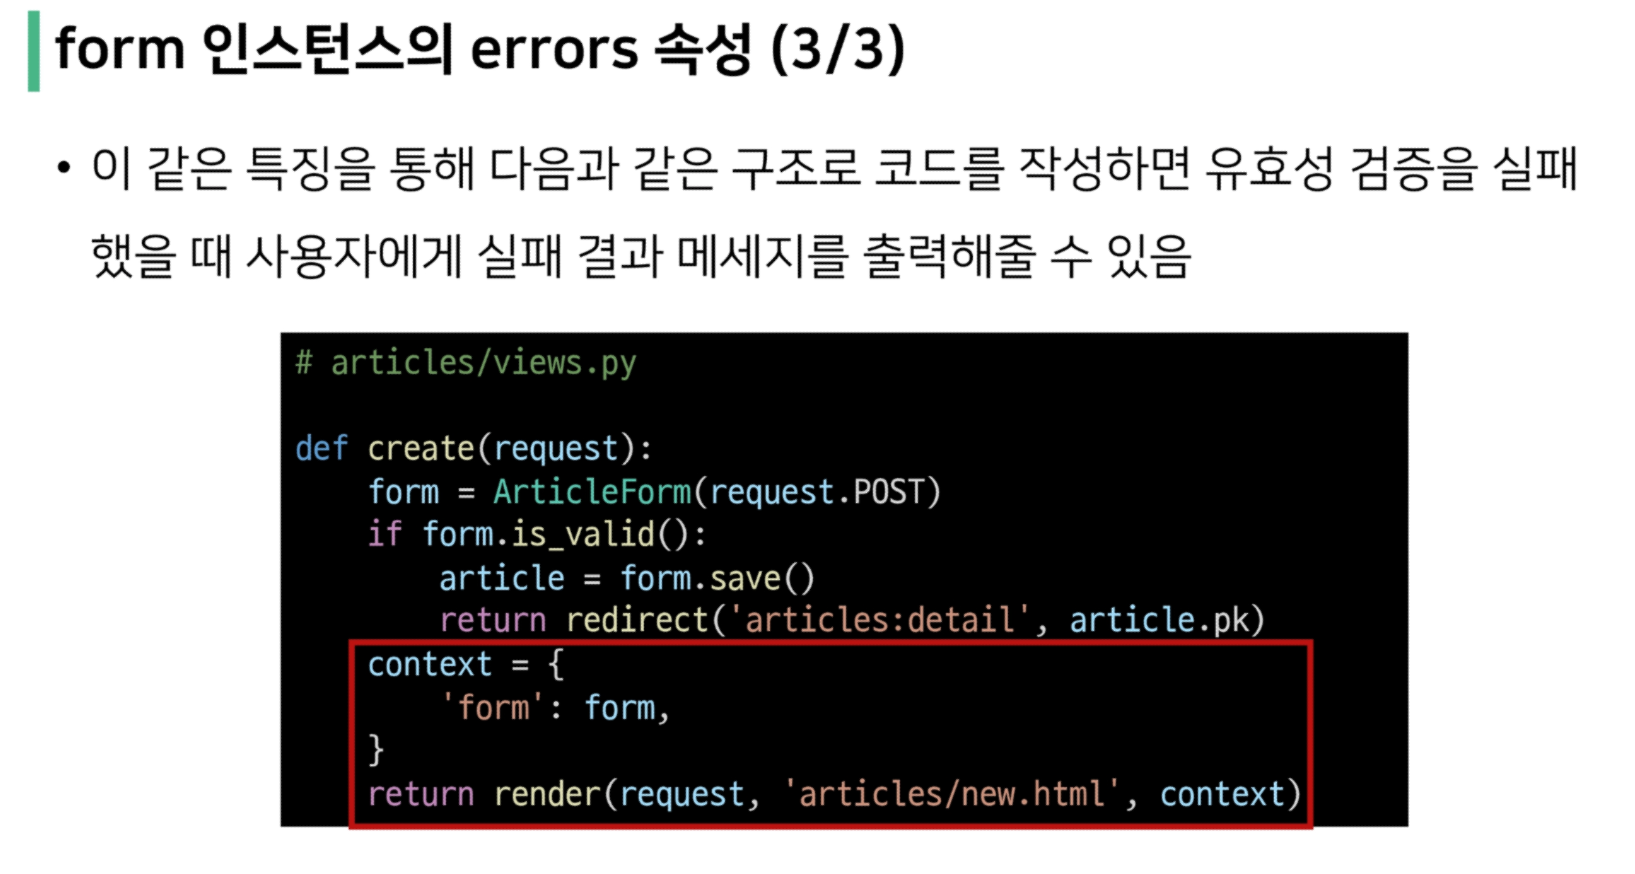 form 인스턴스의 errors 속성 (3/3)
• 이 같은 특징을 통해 다음과 같은 구조로 코드를 작성하면 유효성 검증을 실패
했을 때 사용자에게 실패 결과 메세지를 출력해줄 수 있음
# articles/views.py
def create(request):
    form = ArticleForm(request.POST)
    if form.is_valid():
        article = form.save()
        return redirect('articles:detail', article.pk)
    context = {
        'form': form,
    }
    return render(request, 'articles/new.html', context)